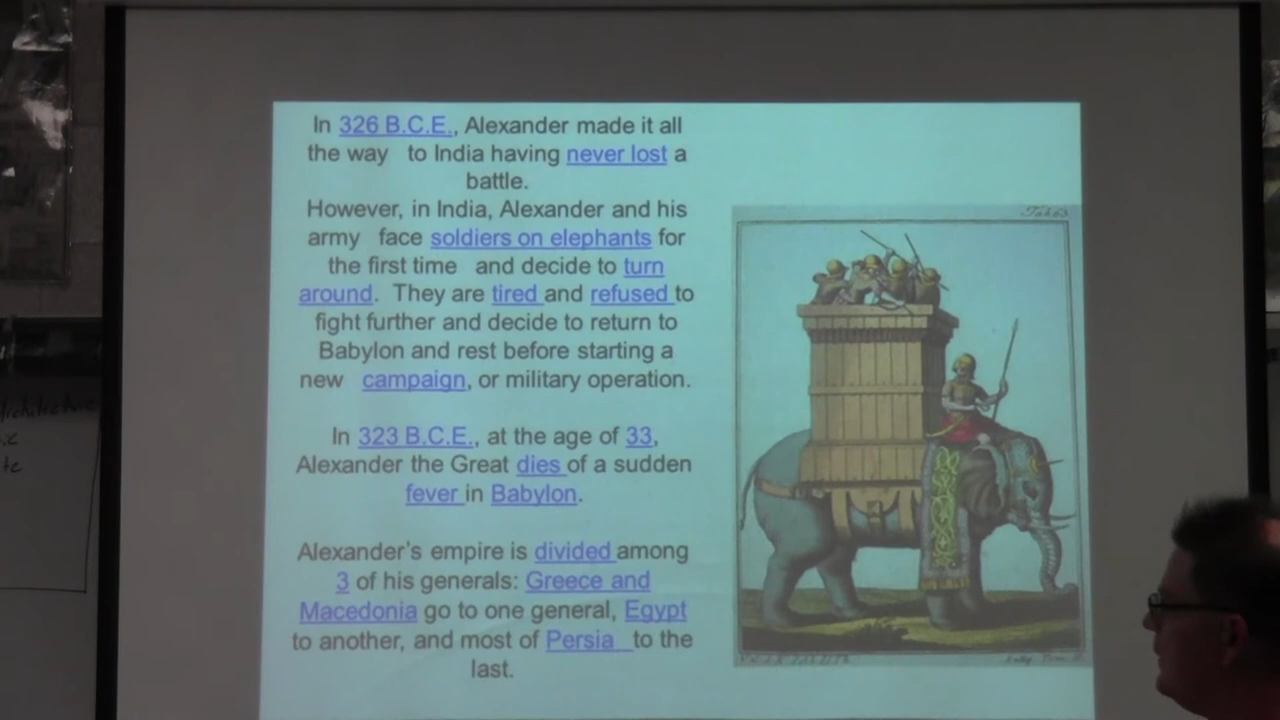 In 326 B.C.E., Alexander made it all
the way to India having never lost a
battle.
However, in India, Alexander and his
army face soldiers on elephants for
the first time and decide to turn
around. They are tired and refused to
fight further and decide to return to
Babylon and rest before starting a
new campaign, or military operation.
In 323 B.C.E., at the age of 33,
Alexander the Great dies of a sudden
fever in Babylon.
Alexander's empire is divided among
3 of his generals: Greece and
Macedonia go to one general, Egypt
to another, and most of Persia to the
last.